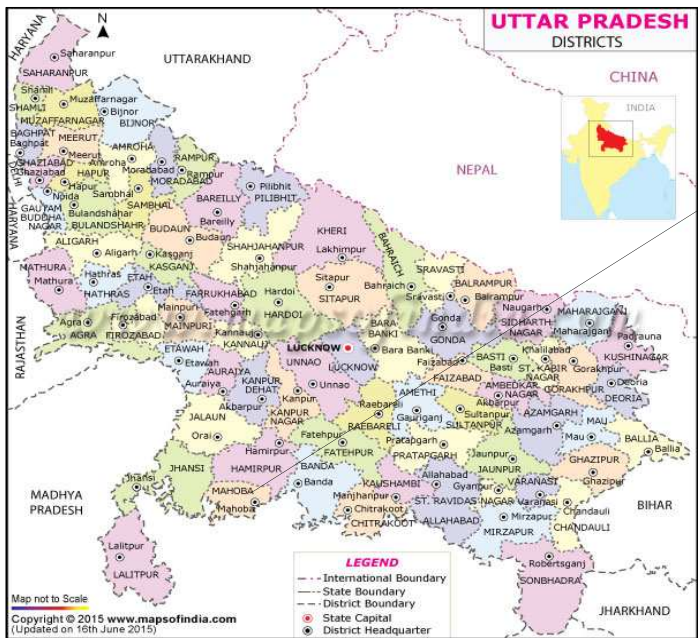 UTTAR PRADESH
DISTRICTS
HARYANA
UTTARAKHAND
CHINA
INDIA
NEPAL
Saharanpur
SAHARANPUR
Shamli
SHAMLI
Muzaffarnagar
MUZAFFARNAGAR
Bijnor
BIJNOR
BAGHPAT
Baghpat
MEERUT
Meerut
AMROHA
Amroha
RAMPUR
Rampur
GHAZIABAD
Ghaziabad
HAPUR
Hapur
Moradabad
MORADABAD
Pilibhit
PILIBHIT
DELHI
Noida
Sambhal
SAMBHAL
BAREILLY
Bareilly
GAUTAM
BUDDHA
NAGAR
HARYANA
Bulandshahar
BULANDSHAHR
BUDAUN
Budaun
KHERI
Lakhimpur
BAHRAICH
Bahraich
ALIGARH
Aligarh
Kasganj
KASGANJ
SHAHJAHANPUR
Shahjahanpur
SRAVASTI
Sravasti
MATHURA
Mathura
Hathras
HATHRAS
ETAH
Etah
FARRUKHABAD
Fatehgarh
Hardoi
HARDOI
Sitapur
SITAPUR
BALRAMPUR
Balrampur
Naugarh
SIDHARTH
NAGAR
MAHARAJGANJ
Maharajganj
Gonda
GONDA
Agra
AGRA
Firozabad
FIROZABAD
Mainpuri
MAINPURI
Kannauj
KANNAUJ
LUCKNOW
LUCKNOW
BARA
BANKI
Bara Banki
Padrauna
KUSHINAGAR
RAJASTHAN
ETAWAH
Etawah
UNNAO
Unnao
Faizabad
FAIZABAD
BASTI
Basti
Khalilabad
ST. KABIR
NAGAR
Gorakhpur
GORAKHPUR
Deoria
DEORIA
AURAIYA
Auraiya
KANPUR
DEHAT
Akbarpur
Kanpur
KANPUR
NAGAR
AMETHI
Gauriganj
AMBEDKAR
NAGAR
Akbarpur
Raebareli
RAEBARELI
Sultanpur
SULTANPUR
AZAMGARH
Azamgarh
MAU
Mau
BALLIA
Ballia
JALAUN
Orai
Hamirpur
HAMIRPUR
Fatehpur
FATEHPUR
Pratapgarh
PRATAPGARH
Jaunpur
JAUNPUR
GHAZIPUR
Ghazipur
JHANSI
Jhansi
MAHOBA
Mahoba
BANDA
Banda
KAUSHAMBI
Manjhanpur
Allahabad
ALLAHABAD
Gyanpur
ST. RAVIDAS
NAGAR
VARANASI
Varanasi
Chitrakoot
CHITRAKOOT
Mirzapur
MIRZAPUR
Chandauli
CHANDAULI
BIHAR
MADHYA
PRADESH
Lalitpur
LALITPUR
Robertsganj
SONBHADRA
JHARKHAND
LEGEND
International Boundary
State Boundary
District Boundary
State Capital
District Headquarter
Map not to Scale
Copyright © 2015 www.mapsofindia.com
(Updated on 16th June 2015)